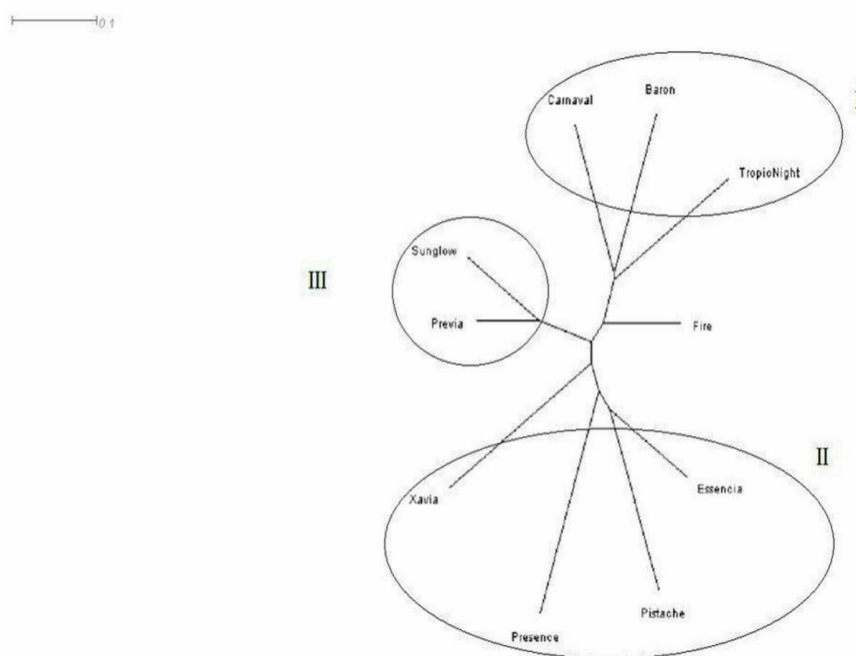 0.1
Carnaval
Baron
TropicNight
Sunglow
III
Previa
Fire
II
Essencia
Xavia
Pistache
Presence